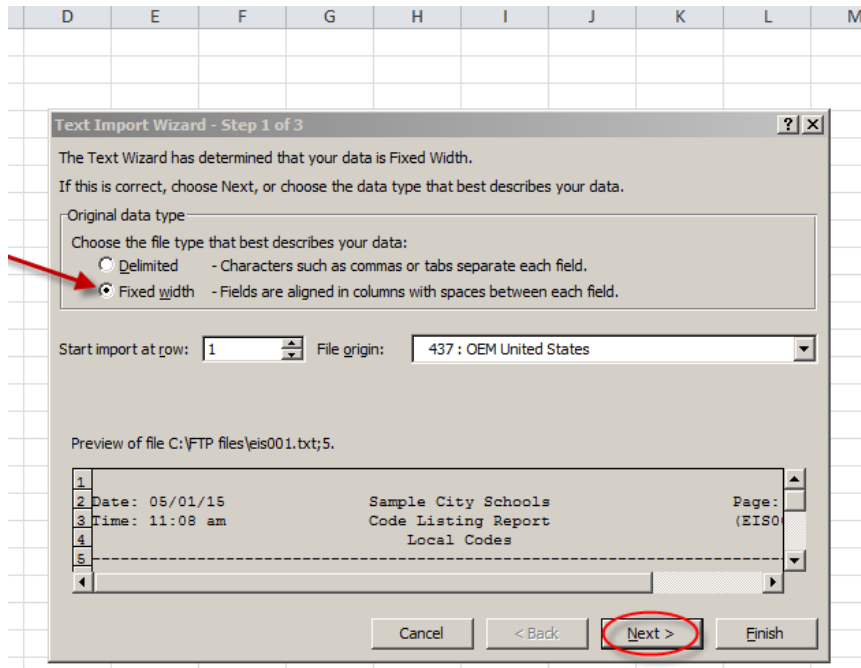 D E F G H I J K L M
Text Import Wizard - Step 1 of 3
The Text Wizard has determined that your data is Fixed Width.
If this is correct, choose Next, or choose the data type that best describes your data.
Original data type
Choose the file type that best describes your data:
Delimited - Characters such as commas or tabs separate each field.
Fixed width - Fields are aligned in columns with spaces between each field.
Start import at row: 1 File origin: 437 : OEM United States
Preview of file C:\FTP files\eis001.txt;5.
1
2 Date: 05/01/15 Sample City Schools Page:
3 Time: 11:08 am Code Listing Report (EIS0
4 Local Codes
5 --------------------------------------------------------------------------------
Cancel < Back Next > Finish